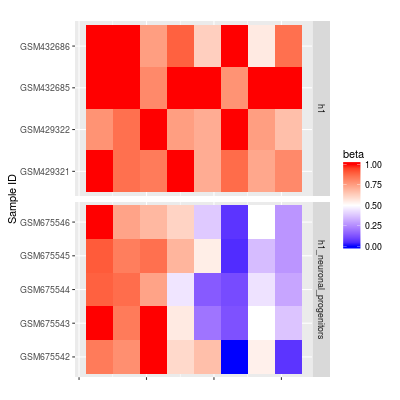 GSM432686
GSM432685
GSM429322
GSM429321
h1
GSM675546
GSM675545
GSM675544
GSM675543
GSM675542
h1_neuronal_progenitors
Sample ID
beta
1.00
0.75
0.50
0.25
0.00